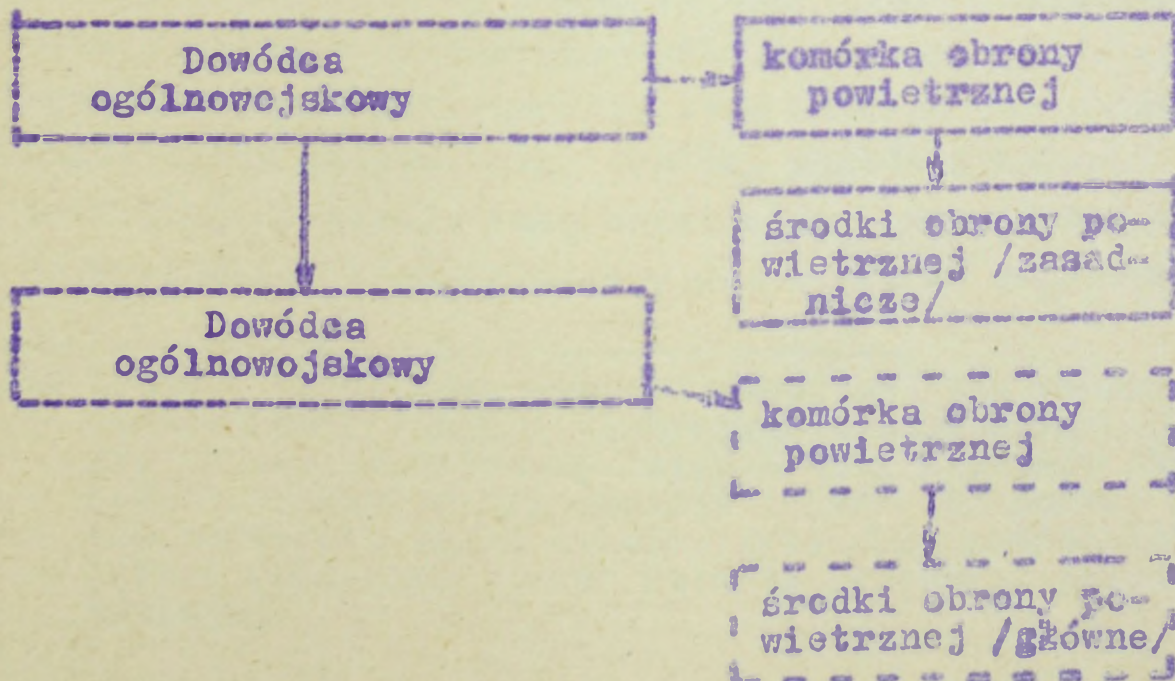 Dowódca
ogólnowojskowy
komórka obrony
powietrznej
środki obrony po-
wietrznej /zasad-
nicze/
Dowódca
ogólnowojskowy
komórka obrony
powietrznej
środki obrony po-
wietrznej /główne/